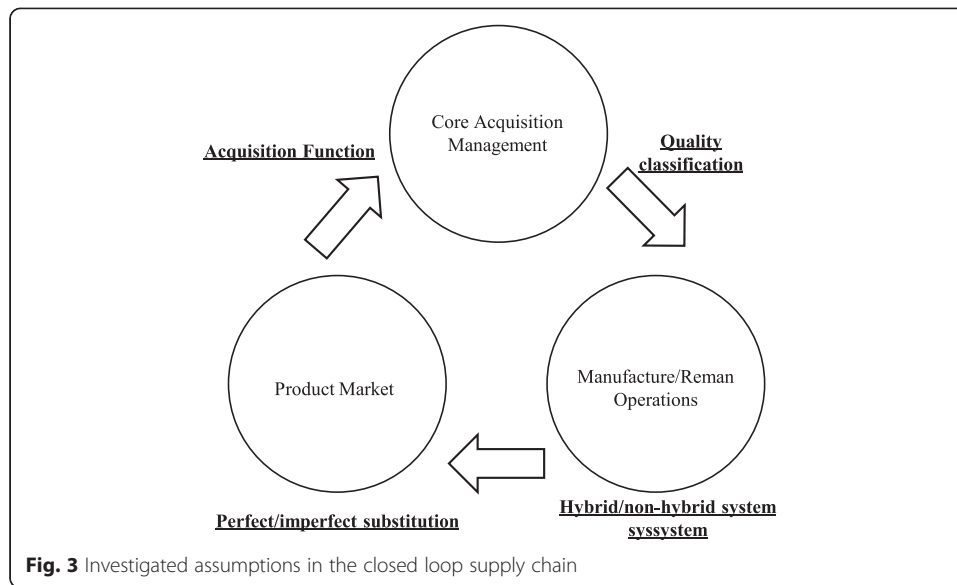 Core Acquisition
Management
Acquisition Function
Quality
classification
Product Market
Manufacture/Reman
Operations
Hybrid/non-hybrid system
syssystem
Perfect/imperfect substitution
Fig. 3 Investigated assumptions in the closed loop supply chain